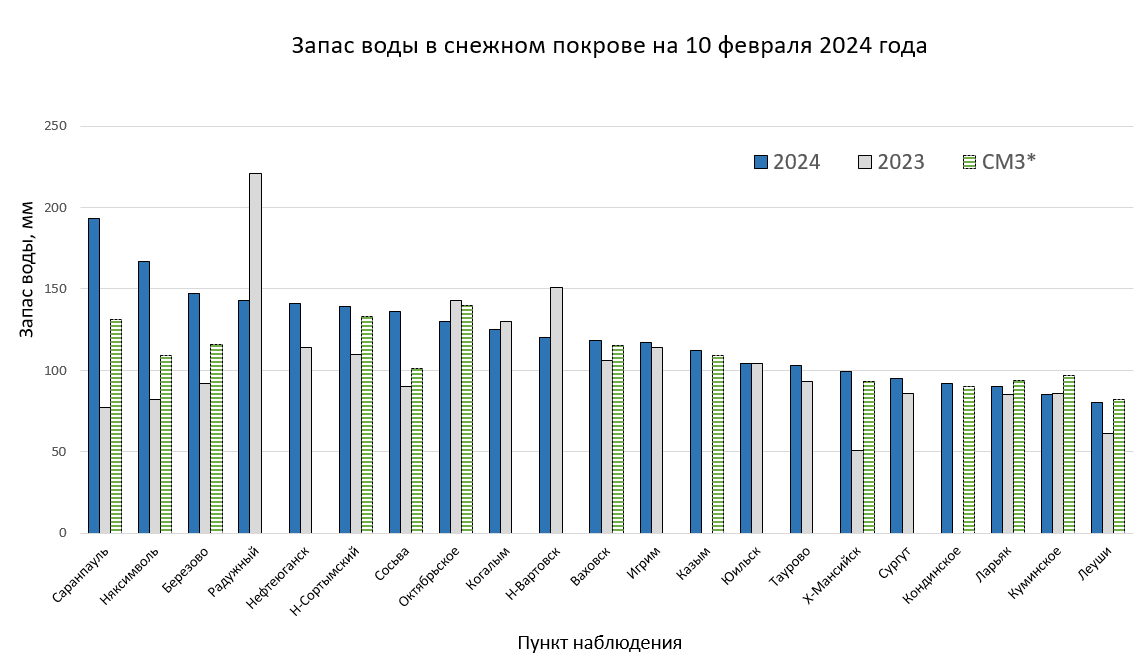 Запас воды в снежном покрове на 10 февраля 2024 года
250
200
150
100
50
0
Запас воды, мм
2024
2023
СМЗ*
Саранпауль
Няксимволь
Березово
Радужный
Нефтеюганск
Н-Сортымский
Сосьва
Октябрьское
Когалым
Н-Вартовск
Ваховск
Игрим
Казым
Юильск
Таурово
Х-Мансийск
Сургут
Кондинское
Ларьяк
Куминское
Леуши
Пункт наблюдения